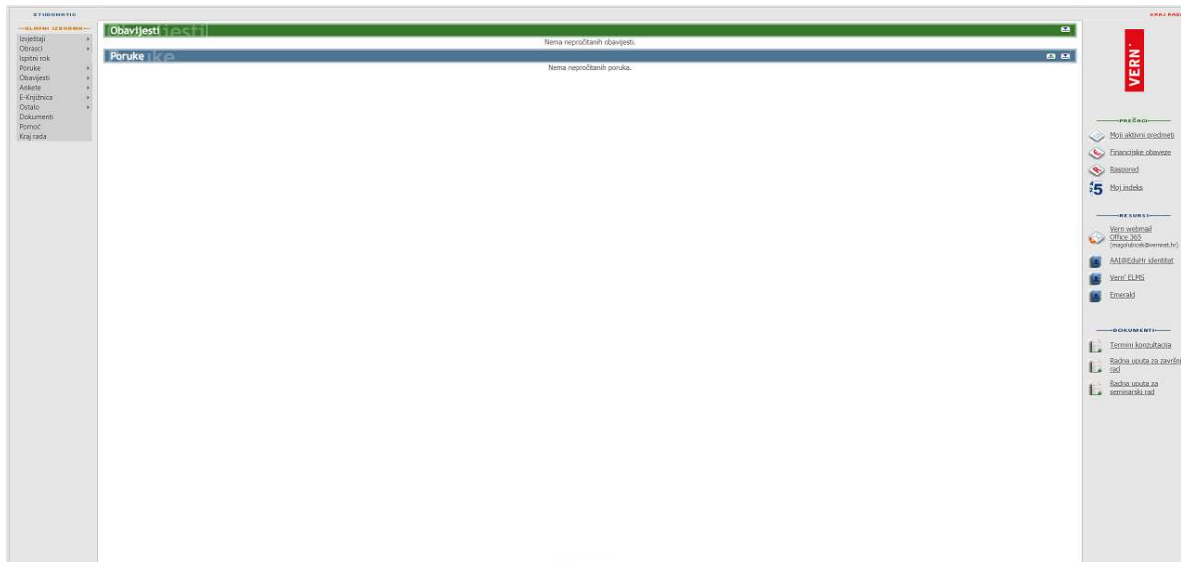 STUDOMATIC
KRAJ RADA
GLAVNI IZBORNIK
Izvještaji
Obrasci
Ispitni rok
Poruke
Obavijesti
Ankete
E-Knjižnica
Ostalo
Dokumenti
Pomoć
Kraj rada
Obavijesti
Nema nepročitanih obavijesti.
Poruke
Nema nepročitanih poruka.
VERN'
PREČACI
Moji aktivni predmeti
Financijske obaveze
Raspored
Moj indeks
RESURSI
Vern webmail
Office 365
AAI@EduHr identitet
Vern' ELMS
Emerald
DOKUMENTI
Termini konzultacija
Radna uputa za završni
rad
Radna uputa za
seminarski rad